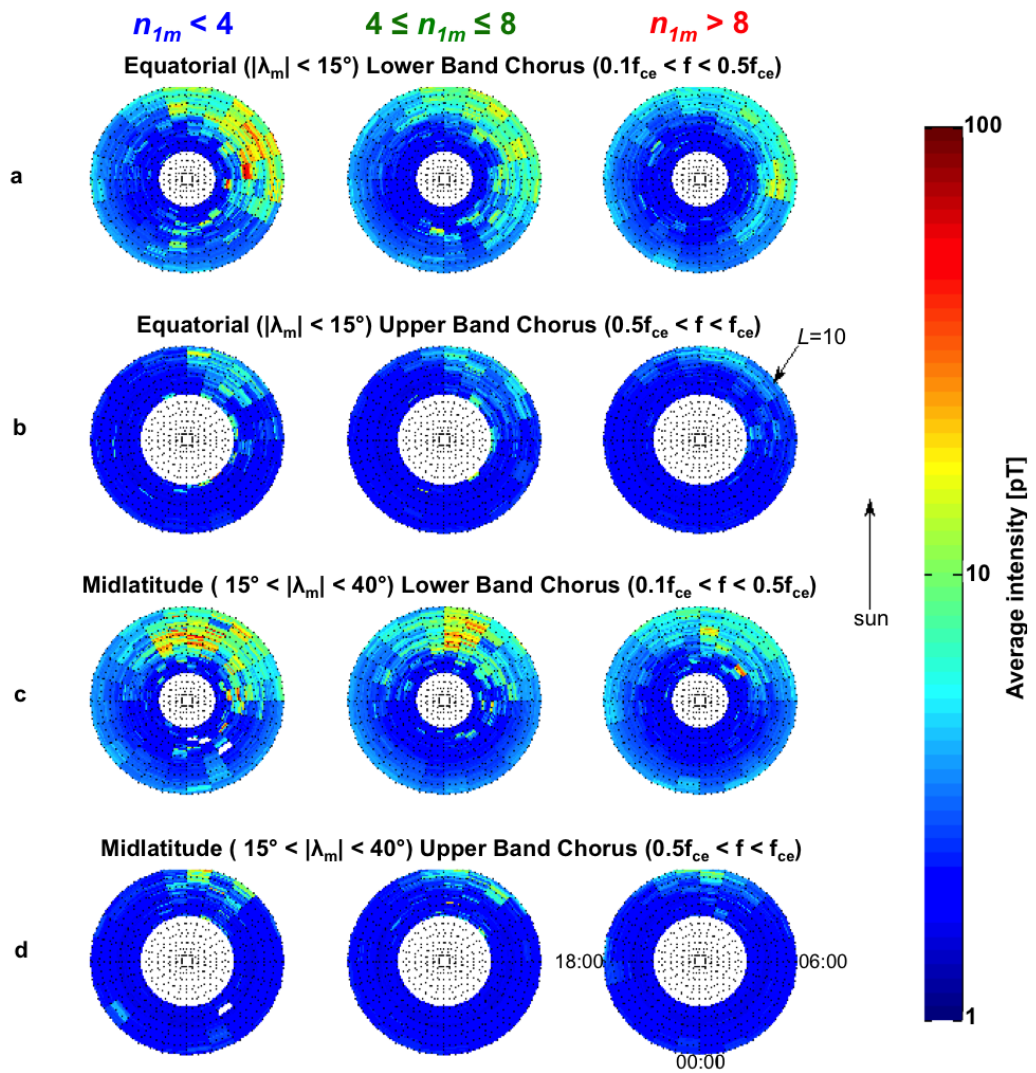 n1m < 4 4 ≤ n1m ≤ 8 n1m > 8
Equatorial (|λm| < 15°) Lower Band Chorus (0.1fce < f < 0.5fce)
100
a
Equatorial (|λm| < 15°) Upper Band Chorus (0.5fce < f < fce)
L=10
b
10
Midlatitude ( 15° < |λm| < 40°) Lower Band Chorus (0.1fce < f < 0.5fce)
sun
Average intensity [pT]
c
Midlatitude ( 15° < |λm| < 40°) Upper Band Chorus (0.5fce < f < fce)
d
18:00 06:00
1
00:00